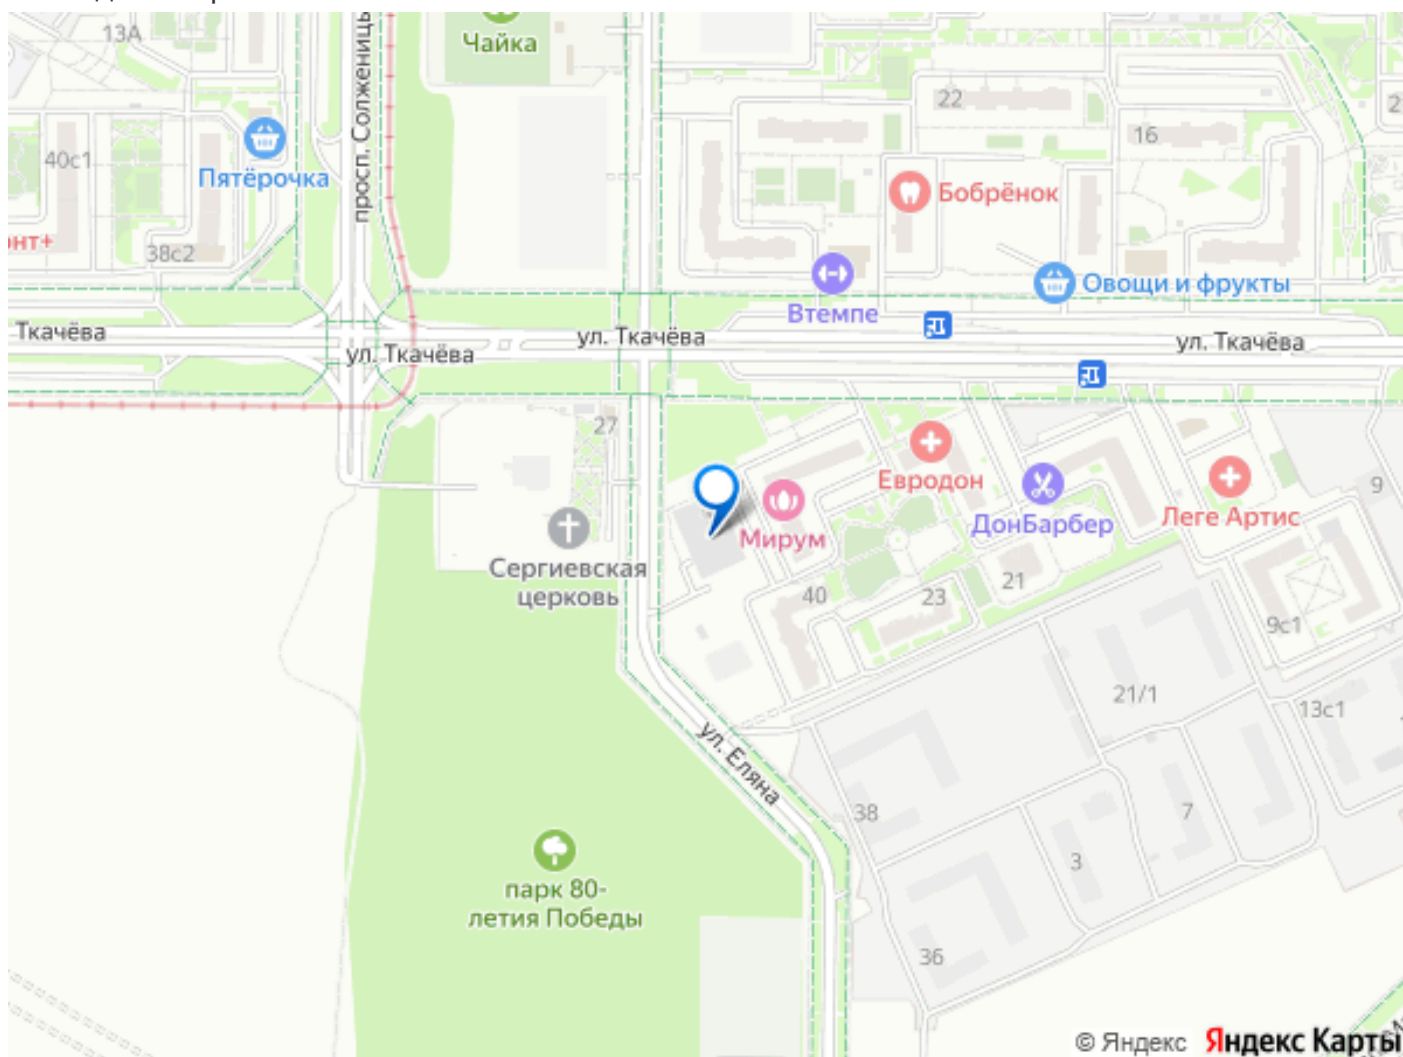 13А
Чайка
просп. Солженицы
22
16
2
40с1
Пятёрочка
Бобрёнок
нт+
38с2
Овощи и фрукты
Втемпе
Ткачёва
ул. Ткачёва
ул. Ткачёва
ул. Ткачёва
27
Евродон
9
Мирум
ДонБарбер
Леге Артис
Сергиевская
церковь
40
23
21
9с1
21/1
13с1
ул. Еляна
38
7
3
парк 80-
летия Победы
36
© Яндекс Яндекс Карты